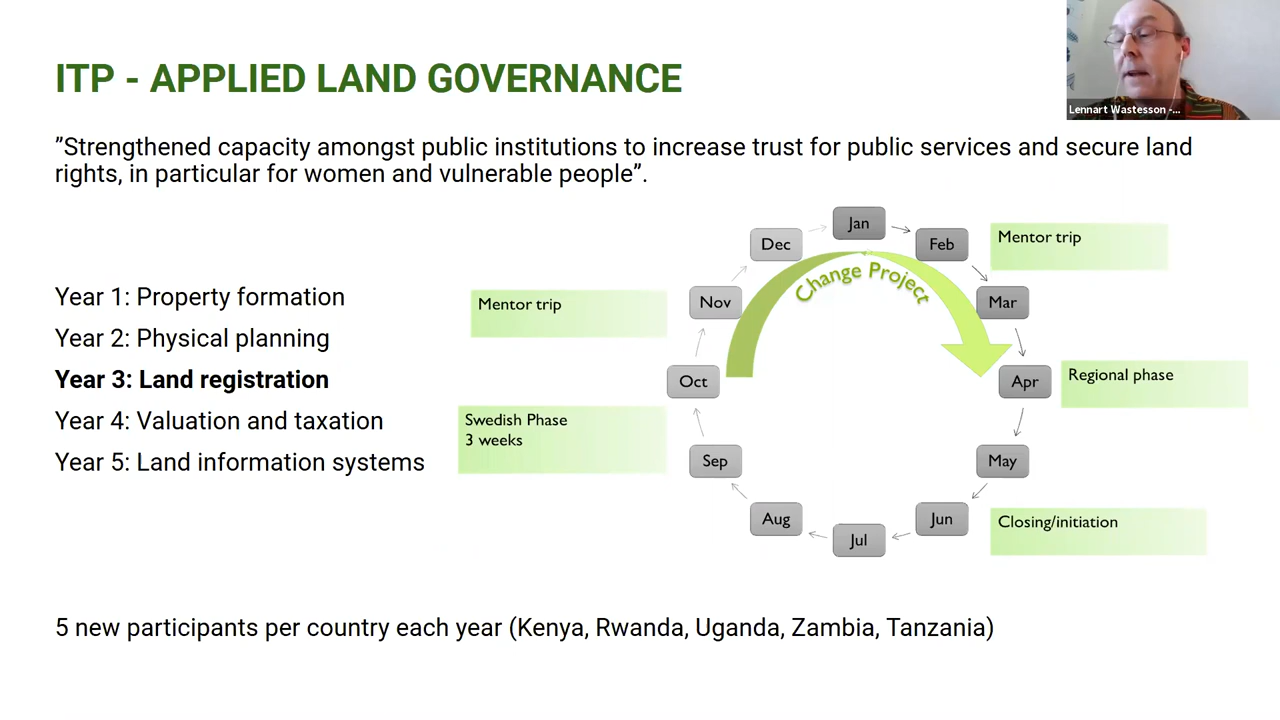 ITP - APPLIED LAND GOVERNANCE
Lennart Wastesson -...
”Strengthened capacity amongst public institutions to increase trust for public services and secure land
rights, in particular for women and vulnerable people”.
Year 1: Property formation
Year 2: Physical planning
Year 3: Land registration
Year 4: Valuation and taxation
Year 5: Land information systems
Jan
Feb
Mentor trip
Mar
Apr
Regional phase
May
Jun
Closing/initiation
Jul
Aug
Sep
Swedish Phase
3 weeks
Oct
Nov
Mentor trip
Dec
Change Project
5 new participants per country each year (Kenya, Rwanda, Uganda, Zambia, Tanzania)